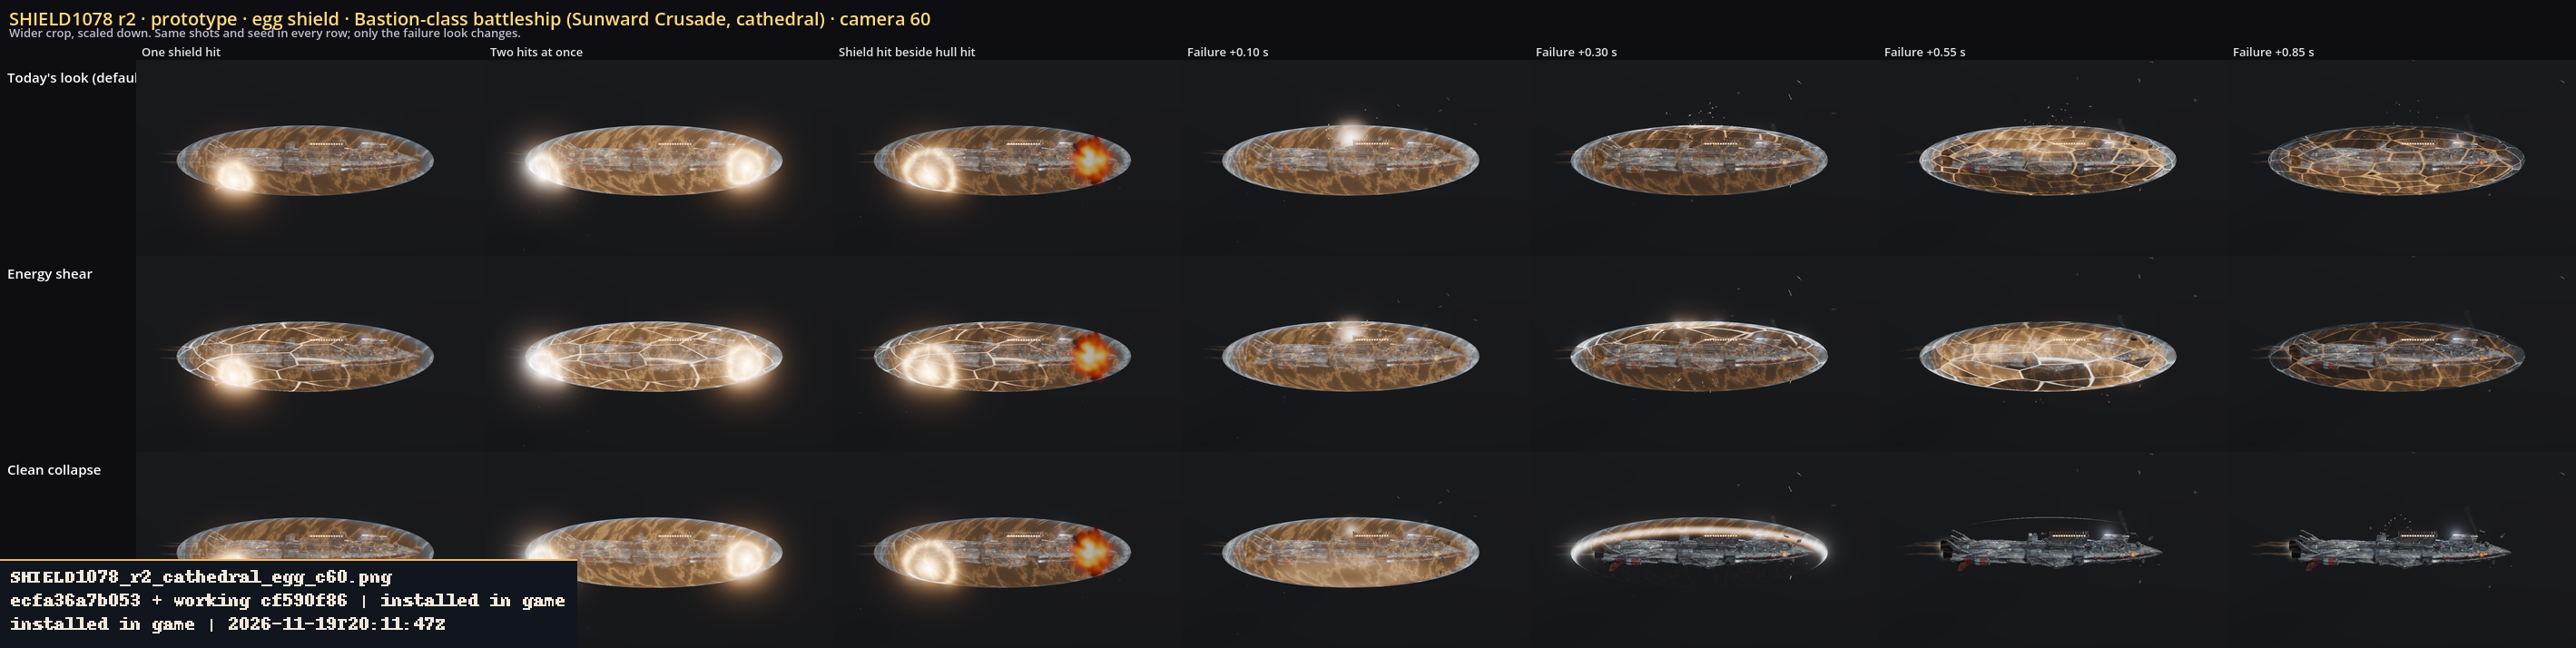 SHIELD1078 r2 · prototype · egg shield · Bastion-class battleship (Sunward Crusade, cathedral) · camera 60
Wider crop, scaled down. Same shots and seed in every row; only the failure look changes.
One shield hit
Two hits at once
Shield hit beside hull hit
Failure +0.10 s
Failure +0.30 s
Failure +0.55 s
Failure +0.85 s
Today's look (defaul
Energy shear
Clean collapse
SHIELD1078_r2_cathedral_egg_c60.png
ecfa36a7b053 + working cf590f86 | installed in game
installed in game | 2026-11-19T20:11:47Z